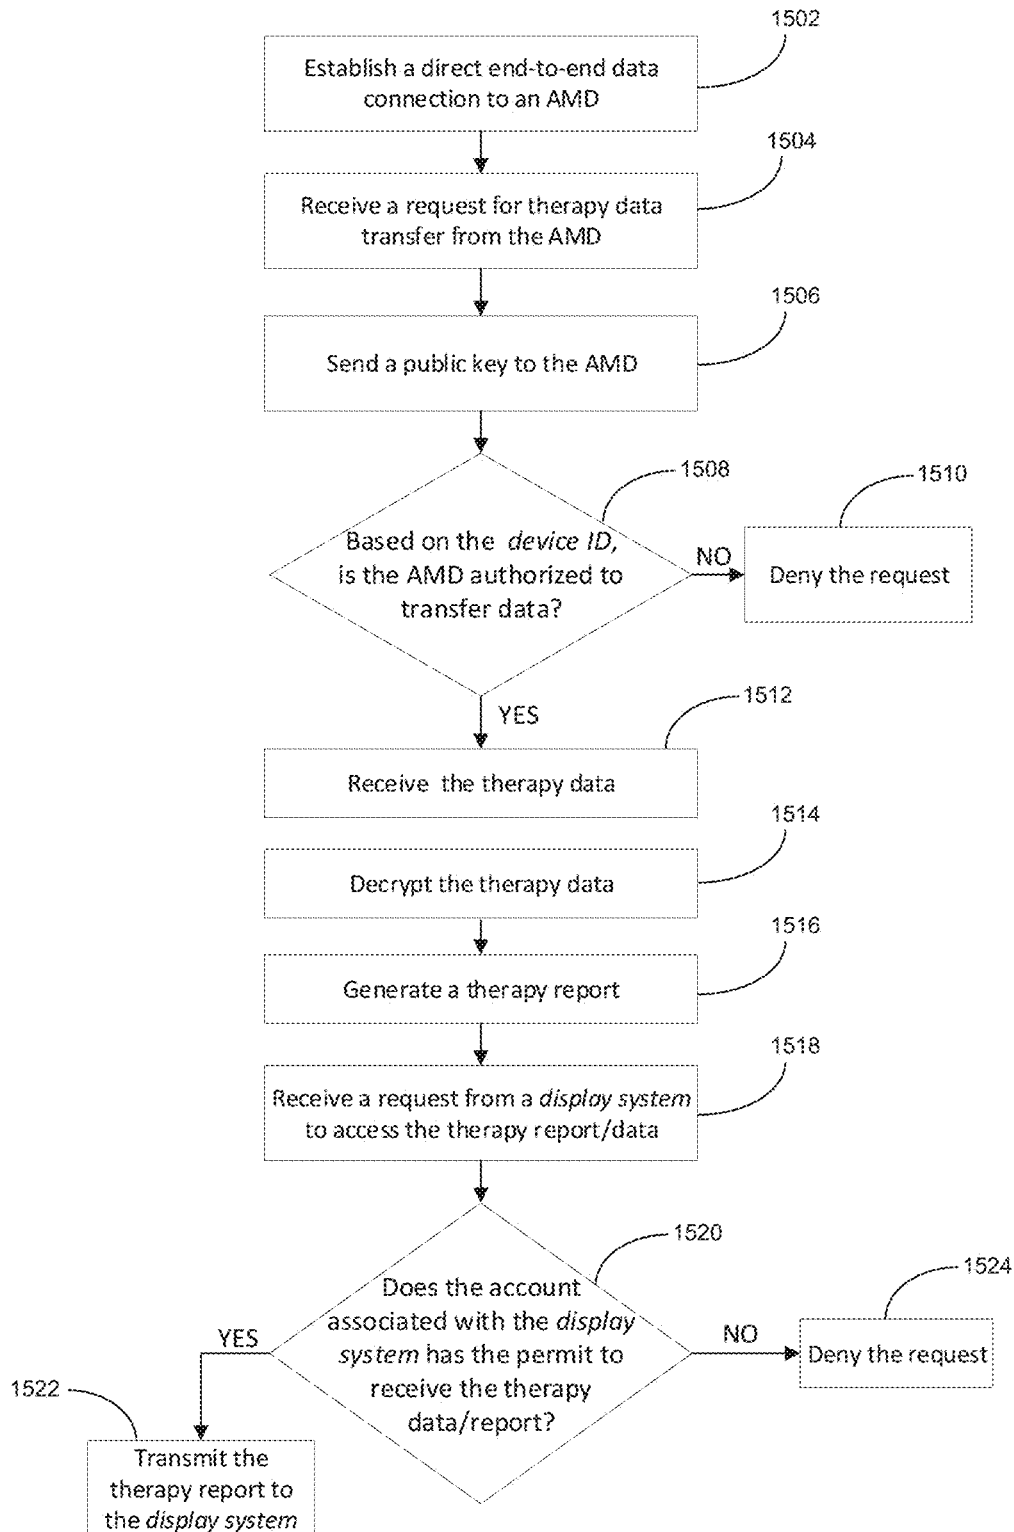 1502
Establish a direct end-to-end data
connection to an AMD
1504
Receive a request for therapy data
transfer from the AMD
1506
Send a public key to the AMD
1508
1510
Based on the device ID,
is the AMD authorized to
transfer data?
NO
Deny the request
YES
1512
Receive the therapy data
1514
Decrypt the therapy data
1516
Generate a therapy report
1518
Receive a request from a display system
to access the therapy report/data
1520
1524
Does the account
associated with the display
system has the permit to
receive the therapy
data/report?
YES
NO
Deny the request
1522
Transmit the
therapy report to
the display system